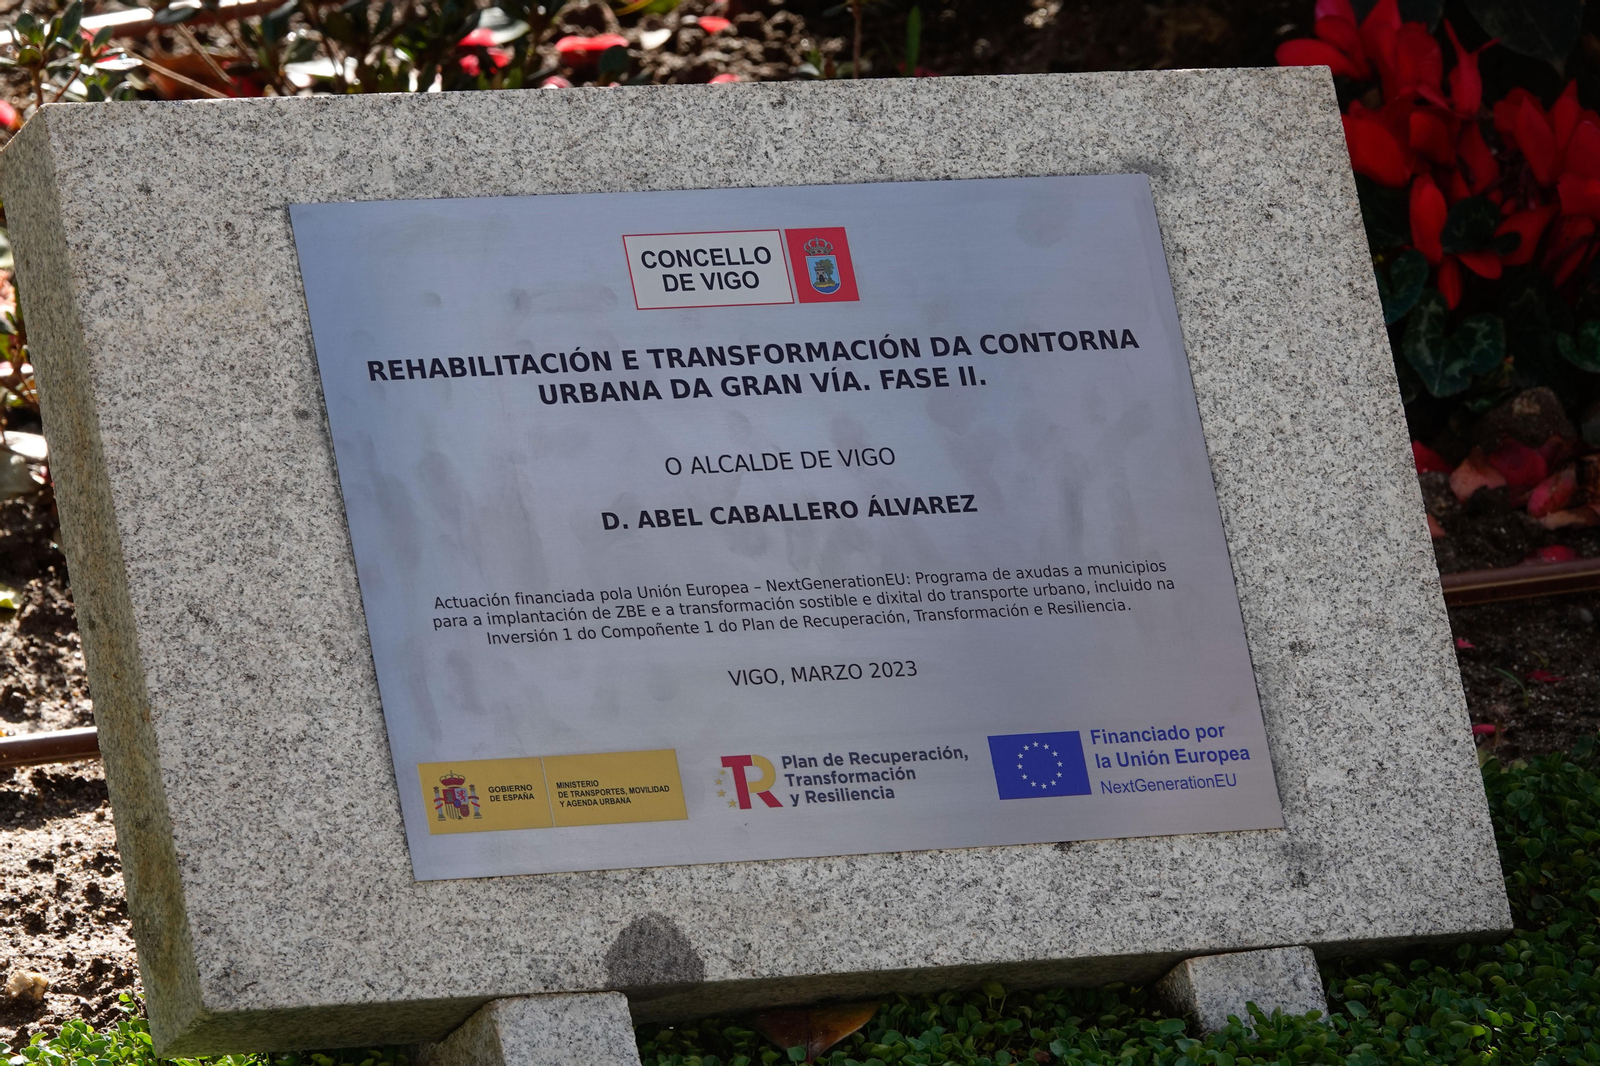 CONCELLO
DE VIGO
REHABILITACIÓN E TRANSFORMACIÓN DA CONTORNA
URBANA DA GRAN VÍA. FASE II.
O ALCALDE DE VIGO
D. ABEL CABALLERO ÁLVAREZ
Actuación financiada pola Unión Europea – NextGenerationEU: Programa de axudas a municipios
para a implantación de ZBE e a transformación sostible e dixital do transporte urbano, incluido na
Inversión 1 do Compoñente 1 do Plan de Recuperación, Transformación e Resiliencia.
VIGO, MARZO 2023
GOBIERNO
DE ESPAÑA
MINISTERIO
DE TRANSPORTES, MOVILIDAD
Y AGENDA URBANA
TR
Plan de Recuperación,
Transformación
y Resiliencia
Financiado por
la Unión Europea
NextGenerationEU